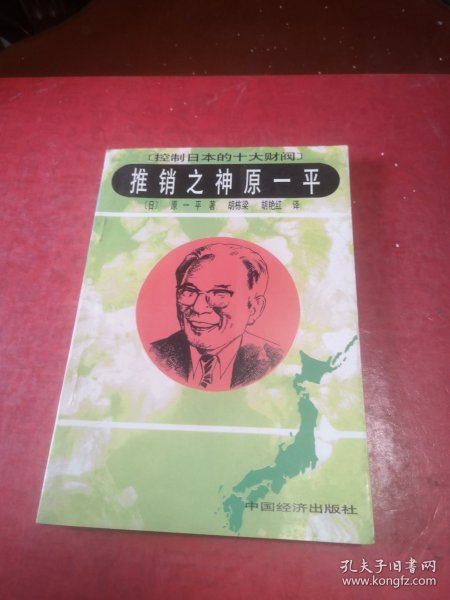 〔控制日本的十大财阀〕
推销之神原一平
〔日〕 原一平著 胡栋梁 胡艳红 译
中国经济出版社
孔夫子旧书网
www.kongfz.com